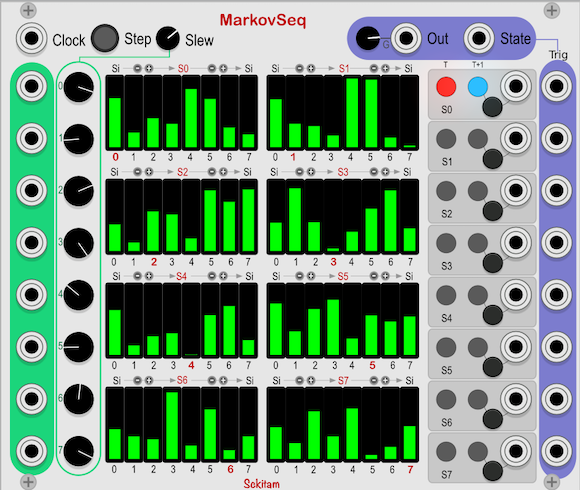 MarkovSeq
Clock Step Slew G Out State
Trig
Si S0 Si Si S1 Si T T+1
0 S0
0 1 2 3 4 5 6 7 0 1 2 3 4 5 6 7
1 S1
Si S2 Si Si S3 Si
2 S2
0 1 2 3 4 5 6 7 0 1 2 3 4 5 6 7
3 S3
Si S4 Si Si S5 Si
4 S4
0 1 2 3 4 5 6 7 0 1 2 3 4 5 6 7
5 S5
Si S6 Si Si S7 Si
6 S6
0 1 2 3 4 5 6 7 0 1 2 3 4 5 6 7
7 S7
Sckitam